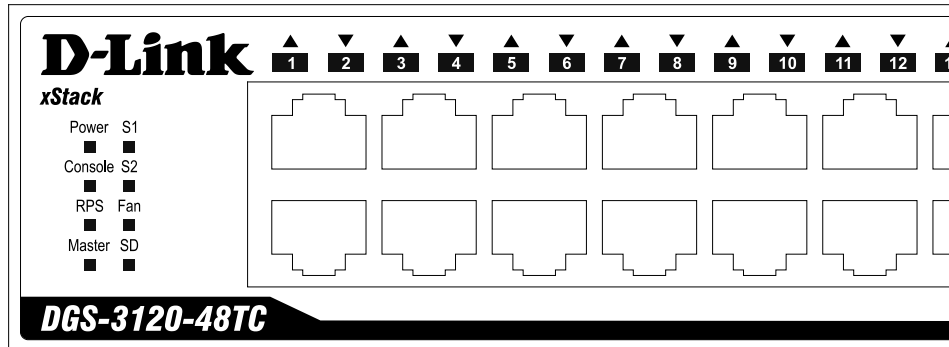 D-Link
1 2 3 4 5 6 7 8 9 10 11 12
xStack
Power S1
Console S2
RPS Fan
Master SD
DGS-3120-48TC